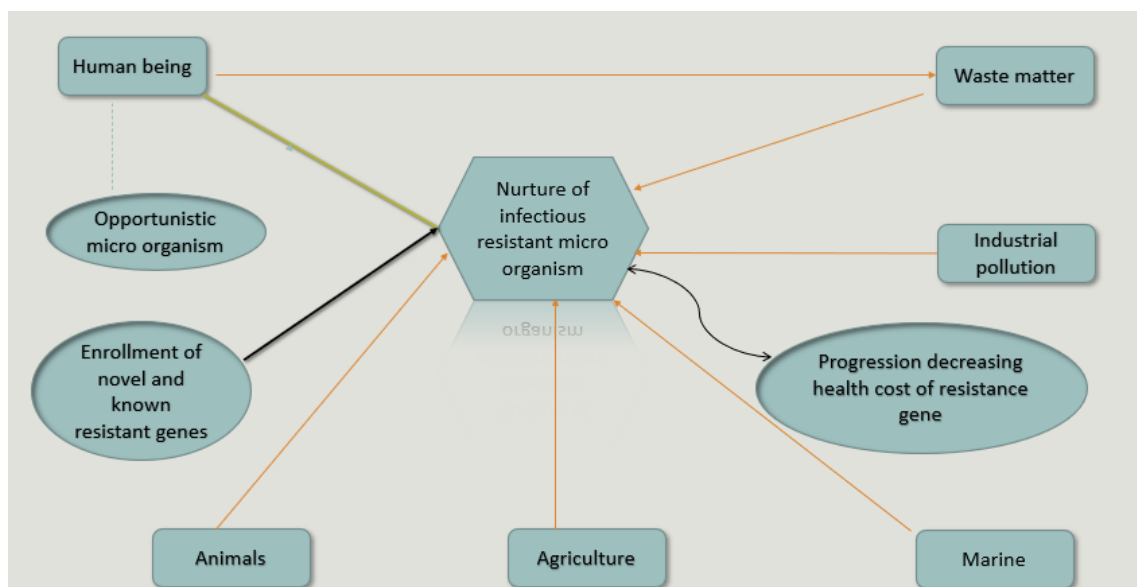 Human being
Waste matter
Nurture of
infectious
resistant micro
organism
Opportunistic
micro organism
Industrial
pollution
Enrollment of
novel and
known
resistant genes
Progression decreasing
health cost of resistance
gene
Animals
Agriculture
Marine